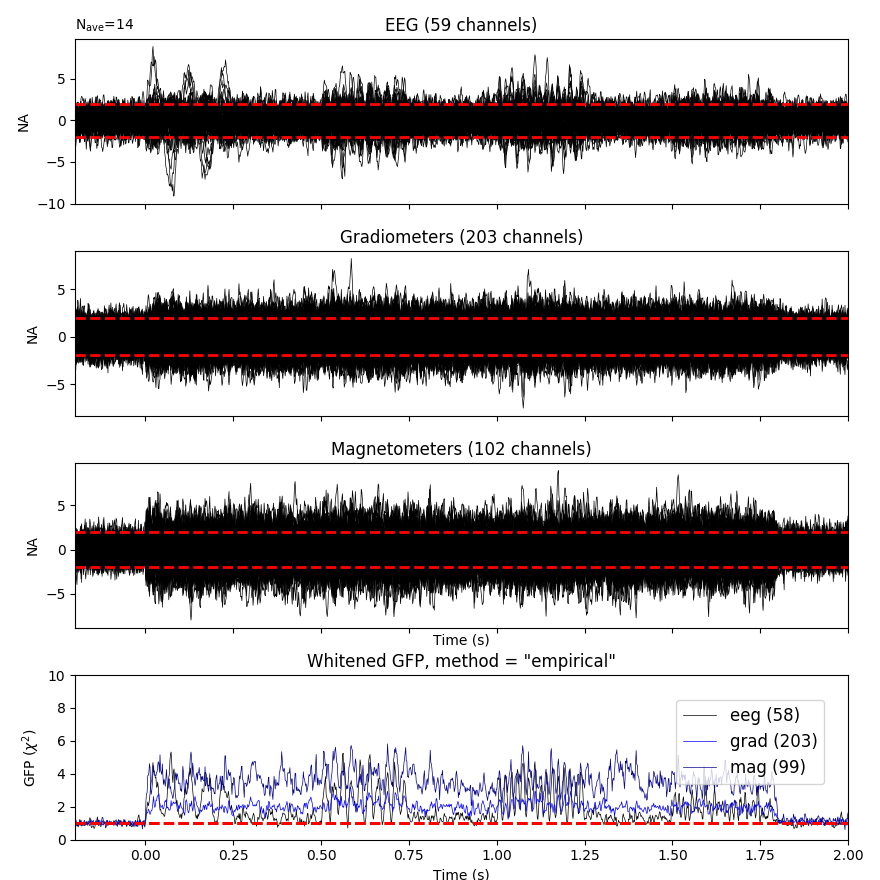 N_ave=14
EEG (59 channels)
5
0
−5
−10
NA
Gradiometers (203 channels)
5
0
−5
NA
Magnetometers (102 channels)
5
0
−5
NA
Time (s)
Whitened GFP, method = "empirical"
10
8
6
4
2
0
GFP (χ²)
eeg (58)
grad (203)
mag (99)
0.00 0.25 0.50 0.75 1.00 1.25 1.50 1.75 2.00
Time (s)